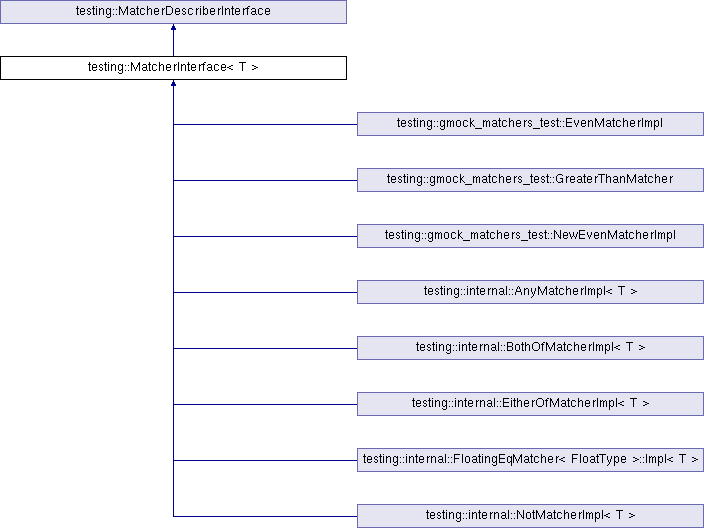 testing::MatcherDescriberInterface
testing::MatcherInterface< T >
testing::gmock_matchers_test::EvenMatcherImpl
testing::gmock_matchers_test::GreaterThanMatcher
testing::gmock_matchers_test::NewEvenMatcherImpl
testing::internal::AnyMatcherImpl< T >
testing::internal::BothOfMatcherImpl< T >
testing::internal::EitherOfMatcherImpl< T >
testing::internal::FloatingEqMatcher< FloatType >::Impl< T >
testing::internal::NotMatcherImpl< T >